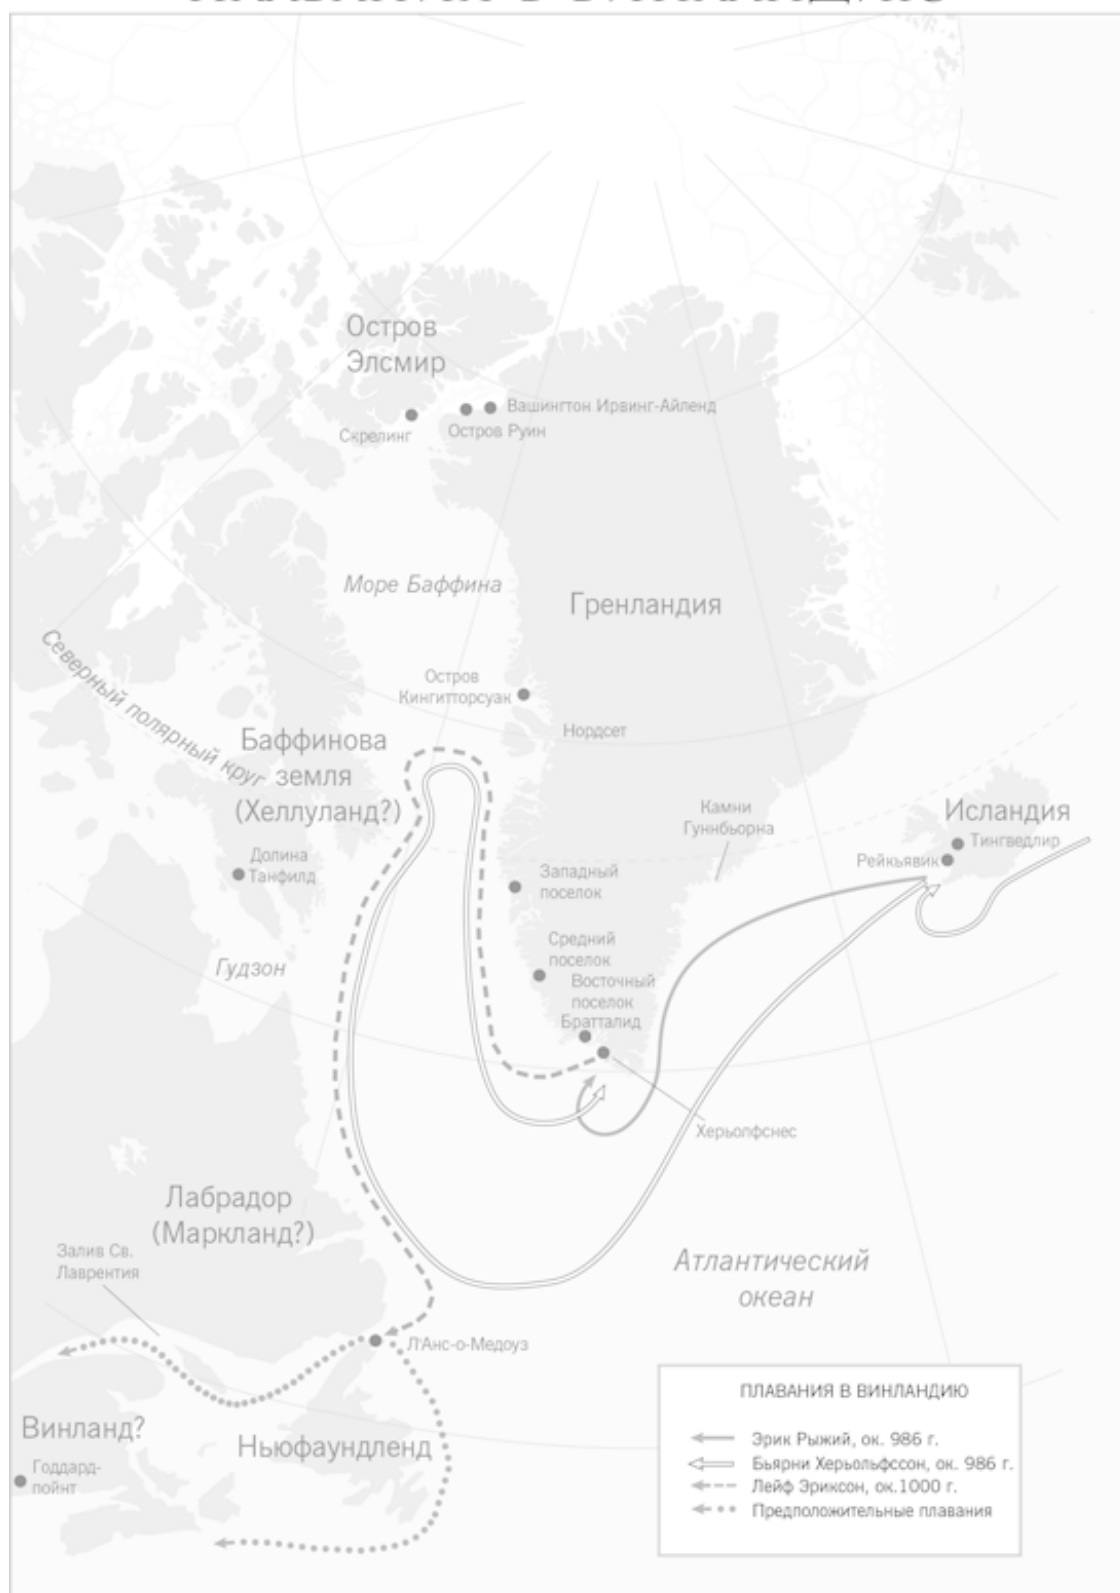 Остров
Элсмир
Вашингтон Ирвинг-Айленд
Скрелинг
Остров Руин
Море Баффина
Гренландия
Северный полярный круг
Остров
Кингитторсуак
Нордсет
Баффинова
земля
(Хеллуланд?)
Камни
Гуннбьорна
Исландия
Тингведлир
Рейкьявик
Долина
Танфилд
Западный
поселок
Средний
поселок
Гудзон
Восточный
поселок
Братталид
Херьолфснес
Лабрадор
(Маркланд?)
Залив Св.
Лаврентия
Атлантический
океан
Л'Анс-о-Медоуз
Винланд?
Ньюфаундленд
Годдард-
пойнт
ПЛАВАНИЯ В ВИНЛАНДИЮ
Эрик Рыжий, ок. 986 г.
Бьярни Херьольфссон, ок. 986 г.
Лейф Эриксон, ок.1000 г.
Предположительные плавания